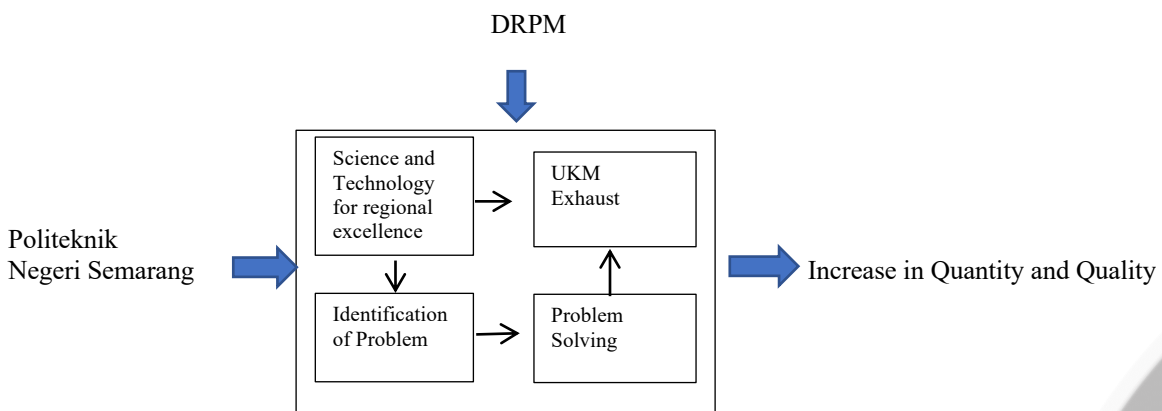 DRPM
Science and
Technology
for regional
excellence
UKM
Exhaust
Politeknik
Negeri Semarang
Increase in Quantity and Quality
Identification
of Problem
Problem
Solving